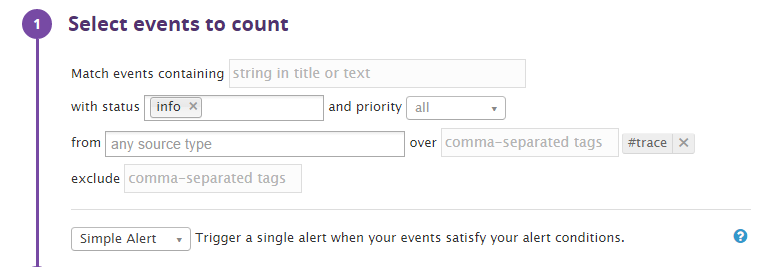 1 Select events to count
Match events containing string in title or text
with status info × and priority all
from any source type over comma-separated tags #trace ×
exclude comma-separated tags
Simple Alert Trigger a single alert when your events satisfy your alert conditions. ?